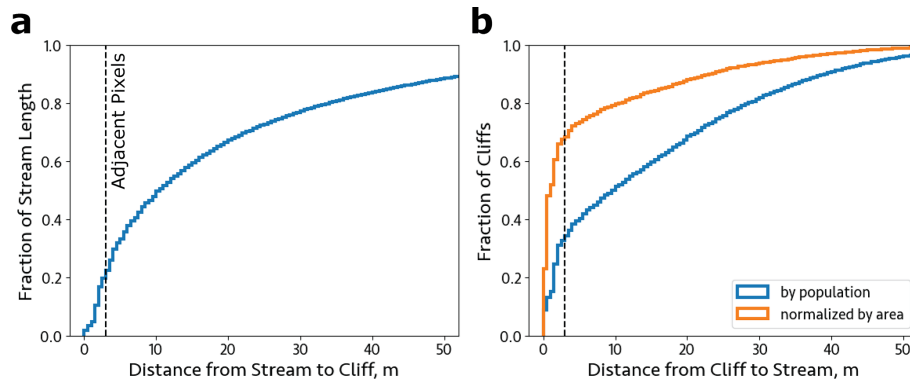 a
1.0
0.8
0.6
0.4
0.2
0.0
Fraction of Stream Length
Adjacent Pixels
0 10 20 30 40 50
Distance from Stream to Cliff, m
b
1.0
0.8
0.6
0.4
0.2
0.0
Fraction of Cliffs
by population
normalized by area
0 10 20 30 40 50
Distance from Cliff to Stream, m